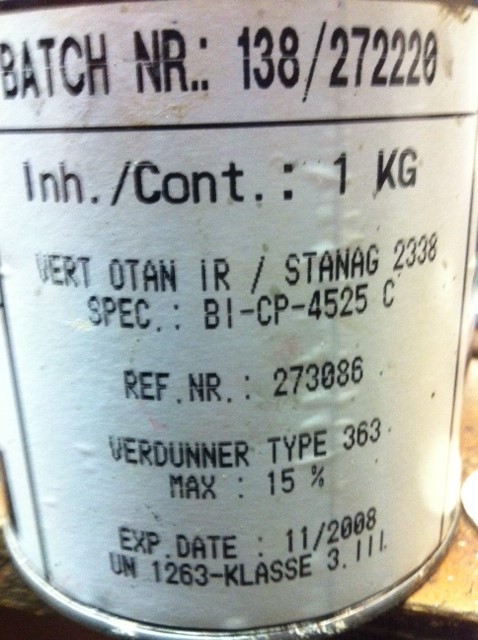 BATCH NR.: 138/272220
Inh./Cont.: 1 KG
VERT OTAN IR / STANAG 2338
SPEC.: BI-CP-4525 C
REF.NR.: 273086
VERDUNNER TYPE 363.
MAX : 15 %
EXP.DATE : 11/2008
UN 1263-KLASSE 3.III.